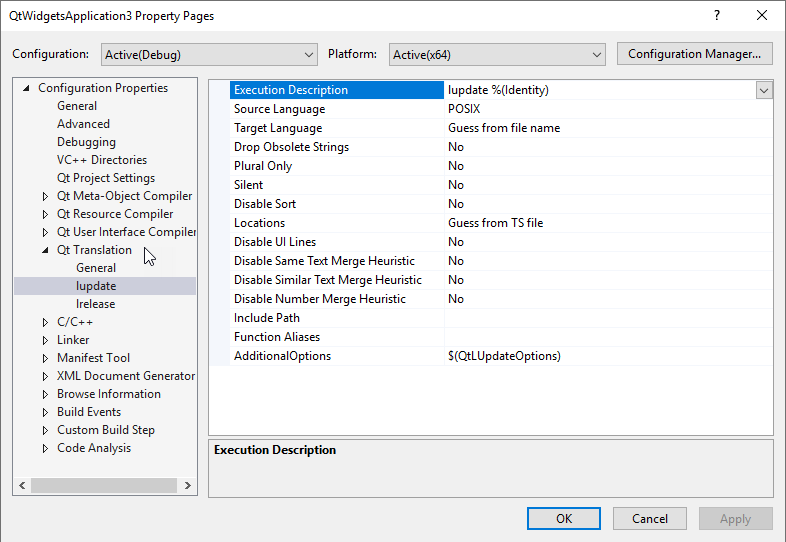 QtWidgetsApplication3 Property Pages
Configuration: Active(Debug) Platform: Active(x64) Configuration Manager...
Configuration Properties
General
Advanced
Debugging
VC++ Directories
Qt Project Settings
Qt Meta-Object Compiler
Qt Resource Compiler
Qt User Interface Compiler
Qt Translation
General
lupdate
lrelease
C/C++
Linker
Manifest Tool
XML Document Generator
Browse Information
Build Events
Custom Build Step
Code Analysis
Execution Description lupdate %(Identity)
Source Language POSIX
Target Language Guess from file name
Drop Obsolete Strings No
Plural Only No
Silent No
Disable Sort No
Locations Guess from TS file
Disable UI Lines No
Disable Same Text Merge Heuristic No
Disable Similar Text Merge Heuristic No
Disable Number Merge Heuristic No
Include Path
Function Aliases
AdditionalOptions $(QtLUpdateOptions)
Execution Description
OK Cancel Apply